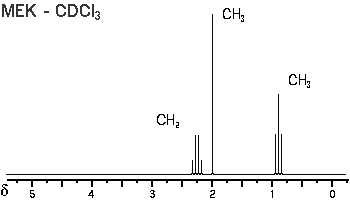 MEK - CDCl₃
CH₃
CH₃
CH₂
δ 5 4 3 2 1 0